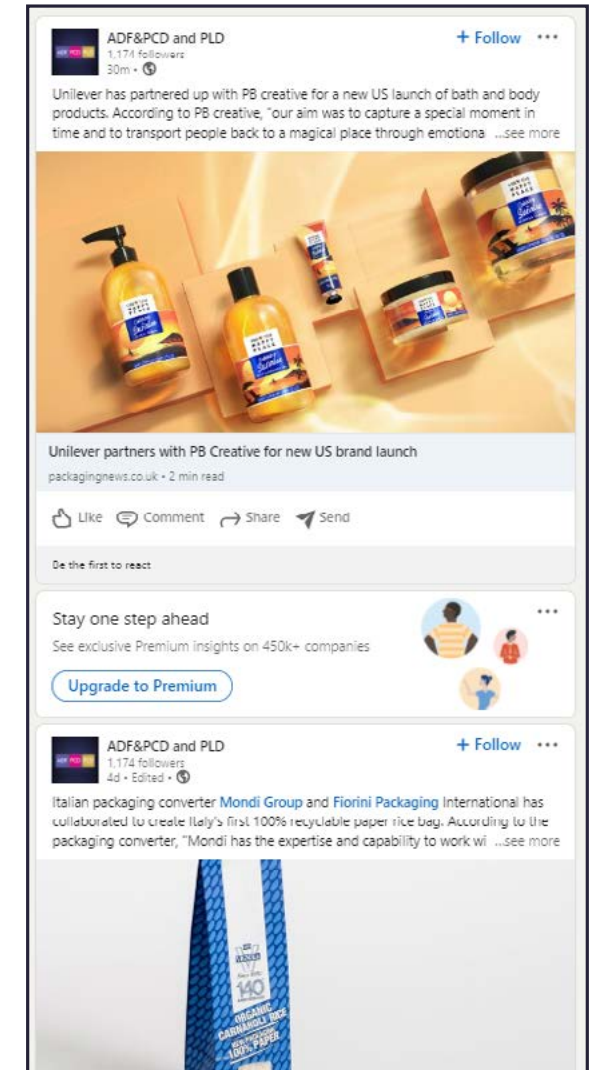 ADF&PCD and PLD
+ Follow
1,174 followers
30m •
Unilever has partnered up with PB creative for a new US launch of bath and body
products. According to PB creative, "our aim was to capture a special moment in
time and to transport people back to a magical place through emotiona ...see more
Unilever partners with PB Creative for new US brand launch
packagingnews.co.uk • 2 min read
Like Comment Share Send
Be the first to react
Stay one step ahead
See exclusive Premium insights on 450k+ companies
Upgrade to Premium
ADF&PCD and PLD
+ Follow
1,174 followers
4d • Edited •
Italian packaging converter Mondi Group and Fiorini Packaging International has
collaborated to create Italy's first 100% recyclable paper rice bag. According to the
packaging converter, "Mondi has the expertise and capability to work wi ...see more
140
ORGANIC
CARNAROLI RICE
100% PAPER